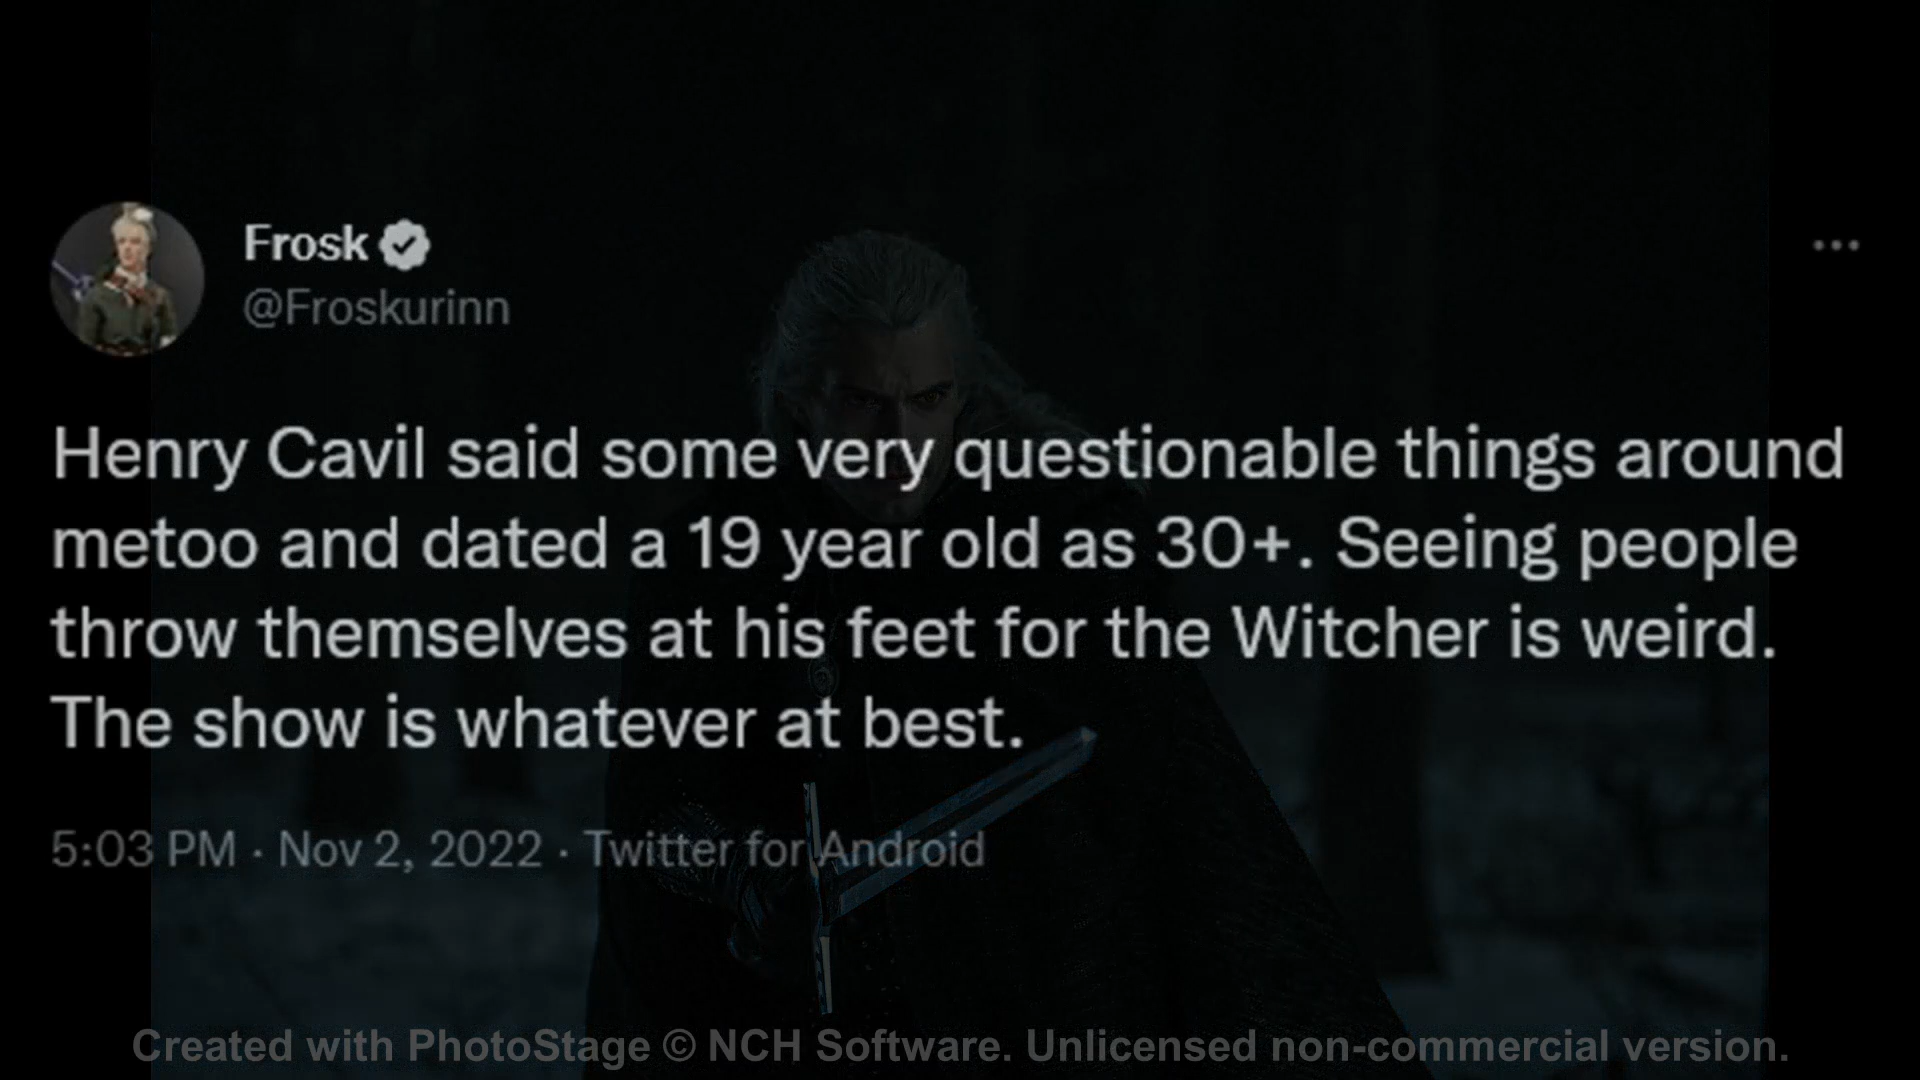 Frosk
@Froskurinn
Henry Cavil said some very questionable things around
metoo and dated a 19 year old as 30+. Seeing people
throw themselves at his feet for the Witcher is weird.
The show is whatever at best.
5:03 PM · Nov 2, 2022 · Twitter for Android
Created with PhotoStage © NCH Software. Unlicensed non-commercial version.